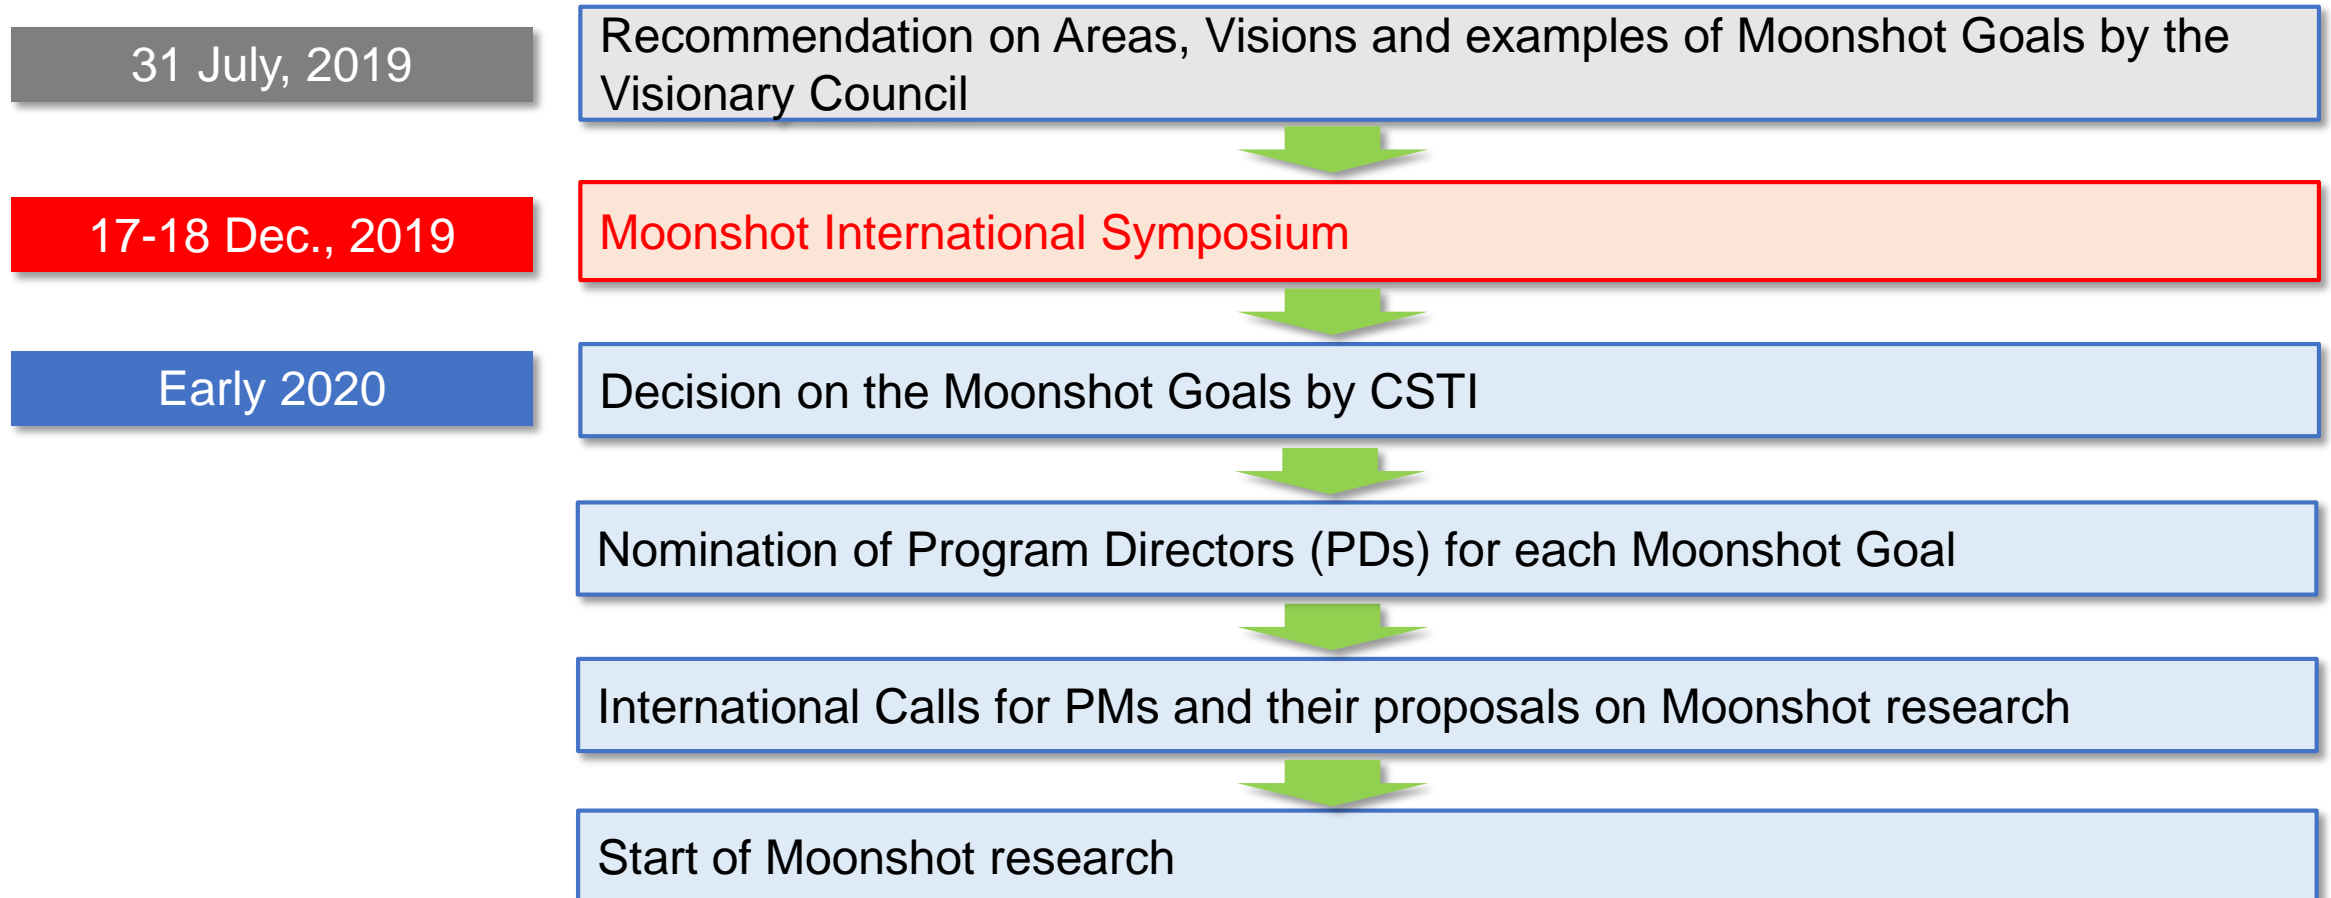 31 July, 2019
Recommendation on Areas, Visions and examples of Moonshot Goals by the
Visionary Council
17-18 Dec., 2019
Moonshot International Symposium
Early 2020
Decision on the Moonshot Goals by CSTI
Nomination of Program Directors (PDs) for each Moonshot Goal
International Calls for PMs and their proposals on Moonshot research
Start of Moonshot research